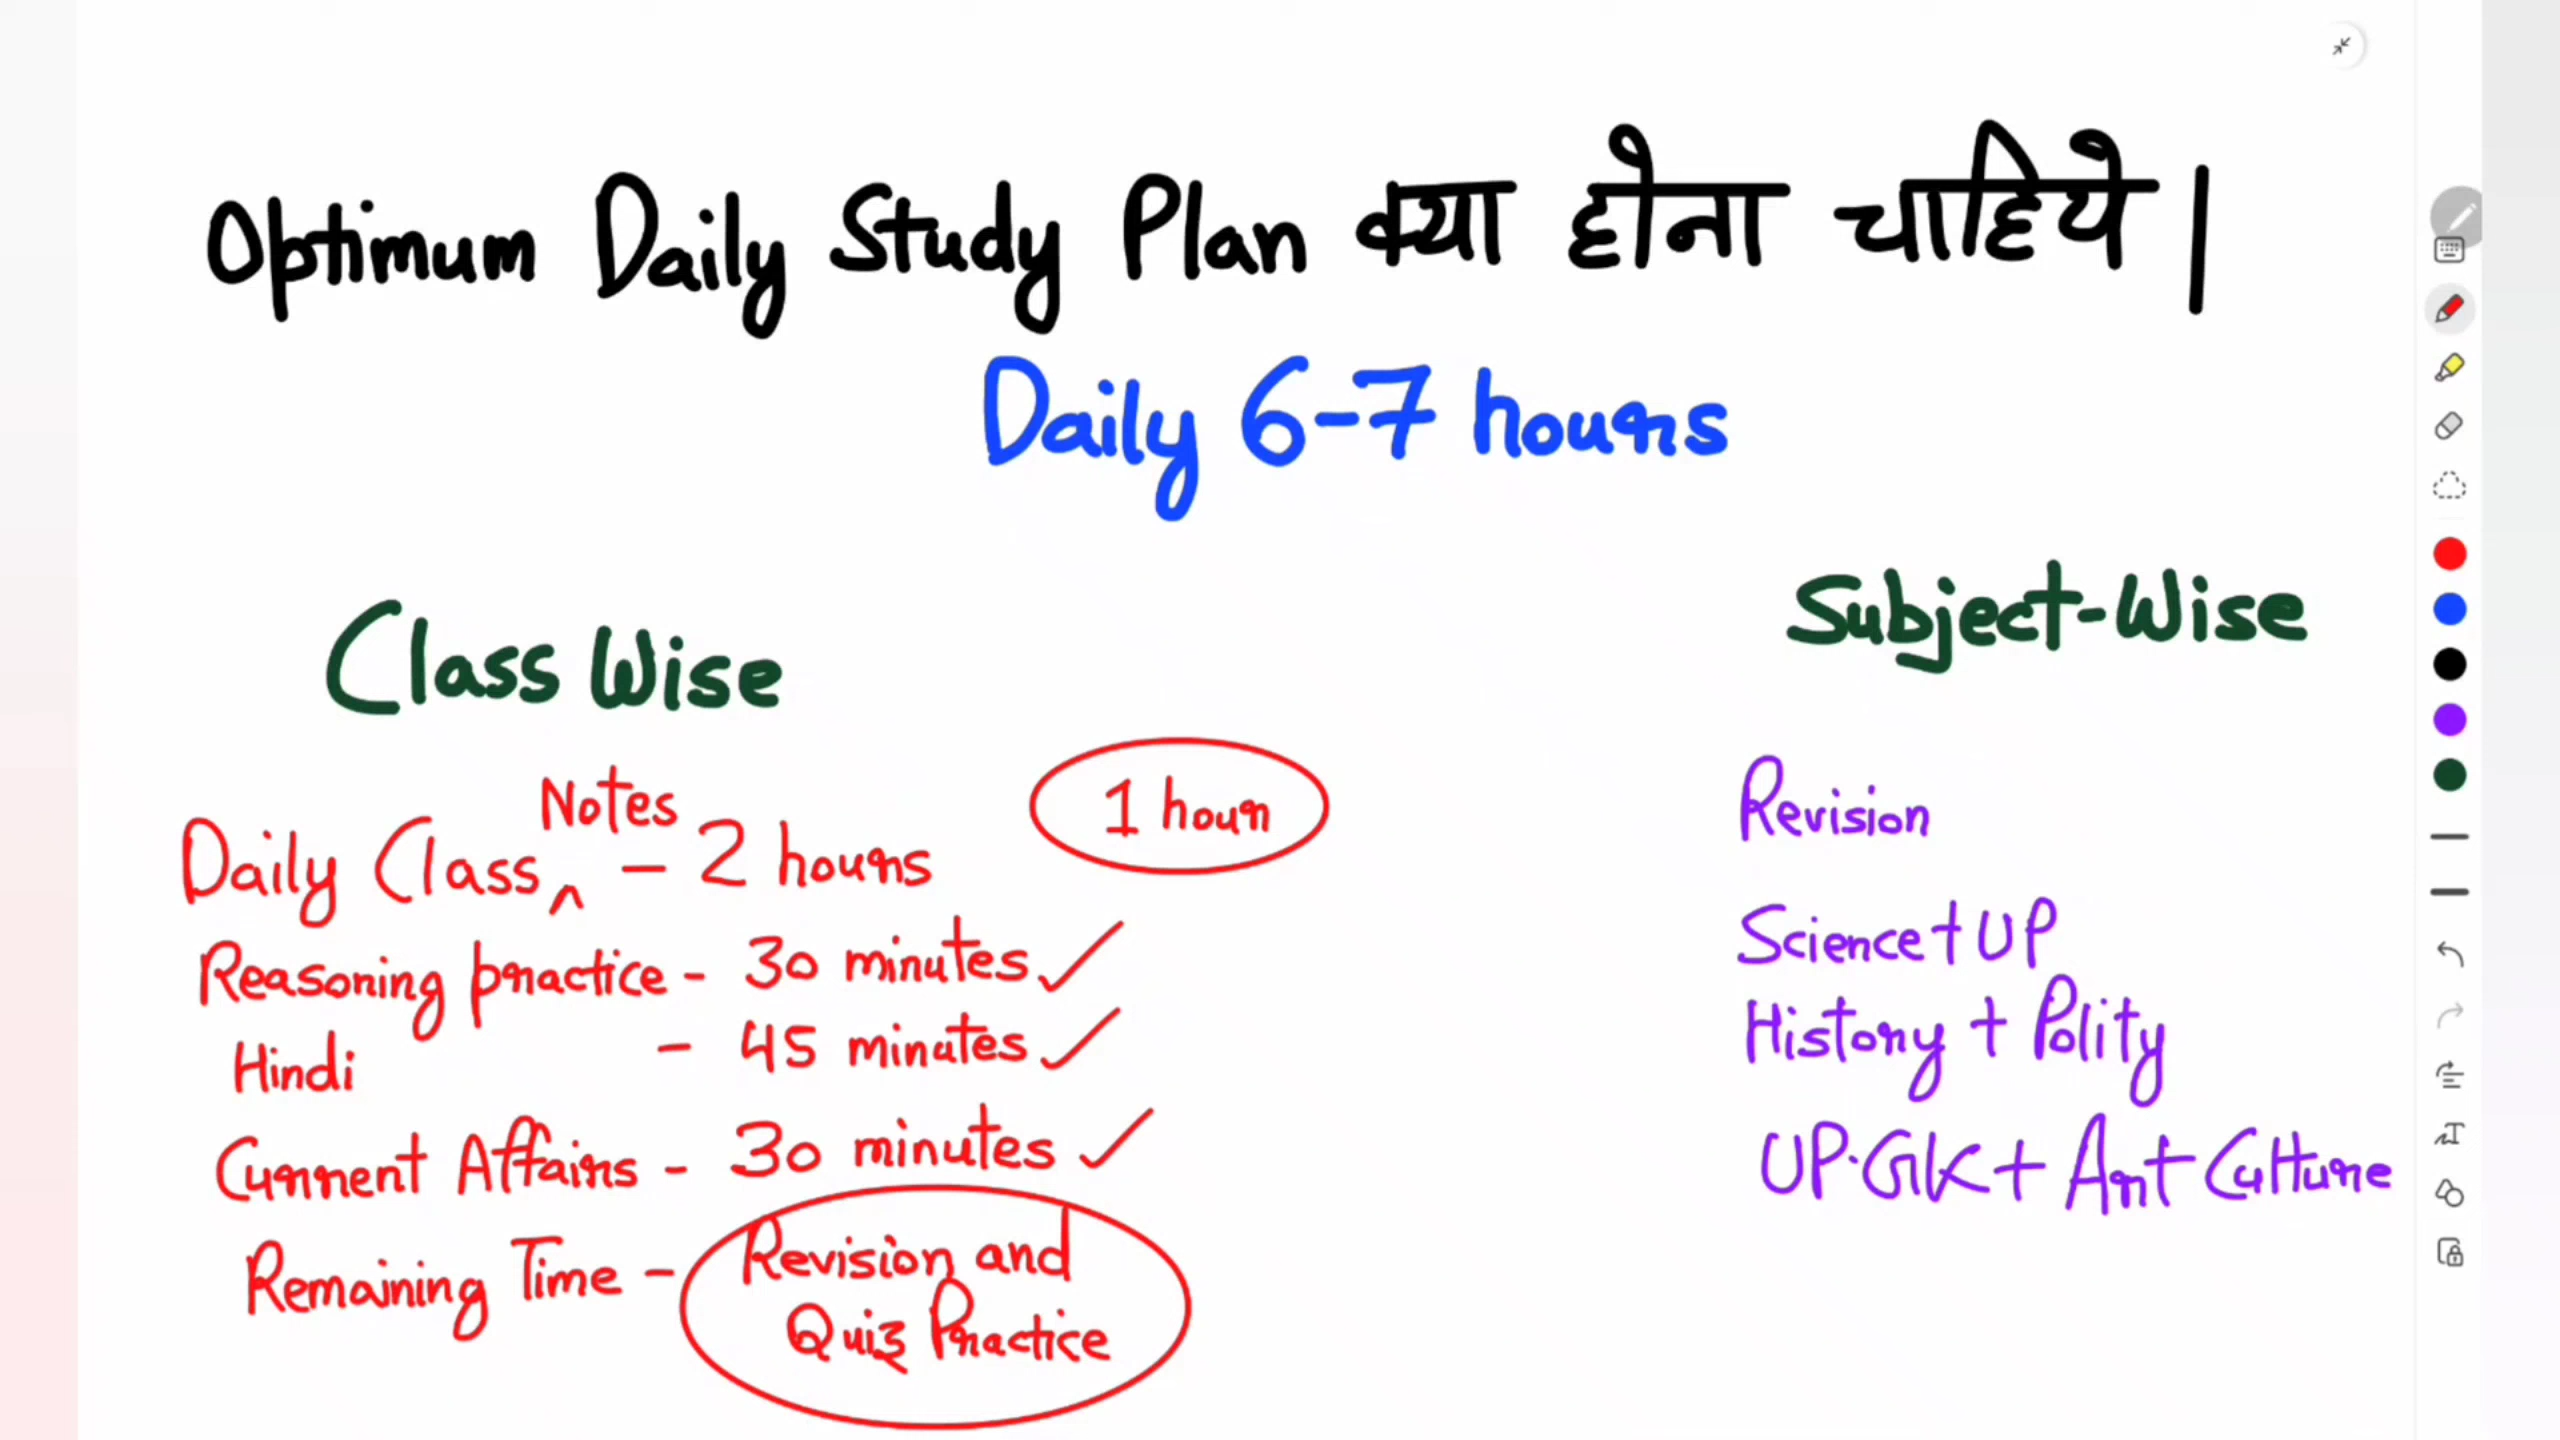 Optimum Daily Study Plan क्या होना चाहिये |
Daily 6-7 hours
Class Wise
Notes
Daily Class ^ - 2 hours
1 hour
Reasoning practice - 30 minutes ✓
Hindi - 45 minutes ✓
Current Affairs - 30 minutes ✓
Remaining Time - Revision and
Quiz Practice
Subject-Wise
Revision
Science + UP
History + Polity
UP.GK + Art Culture